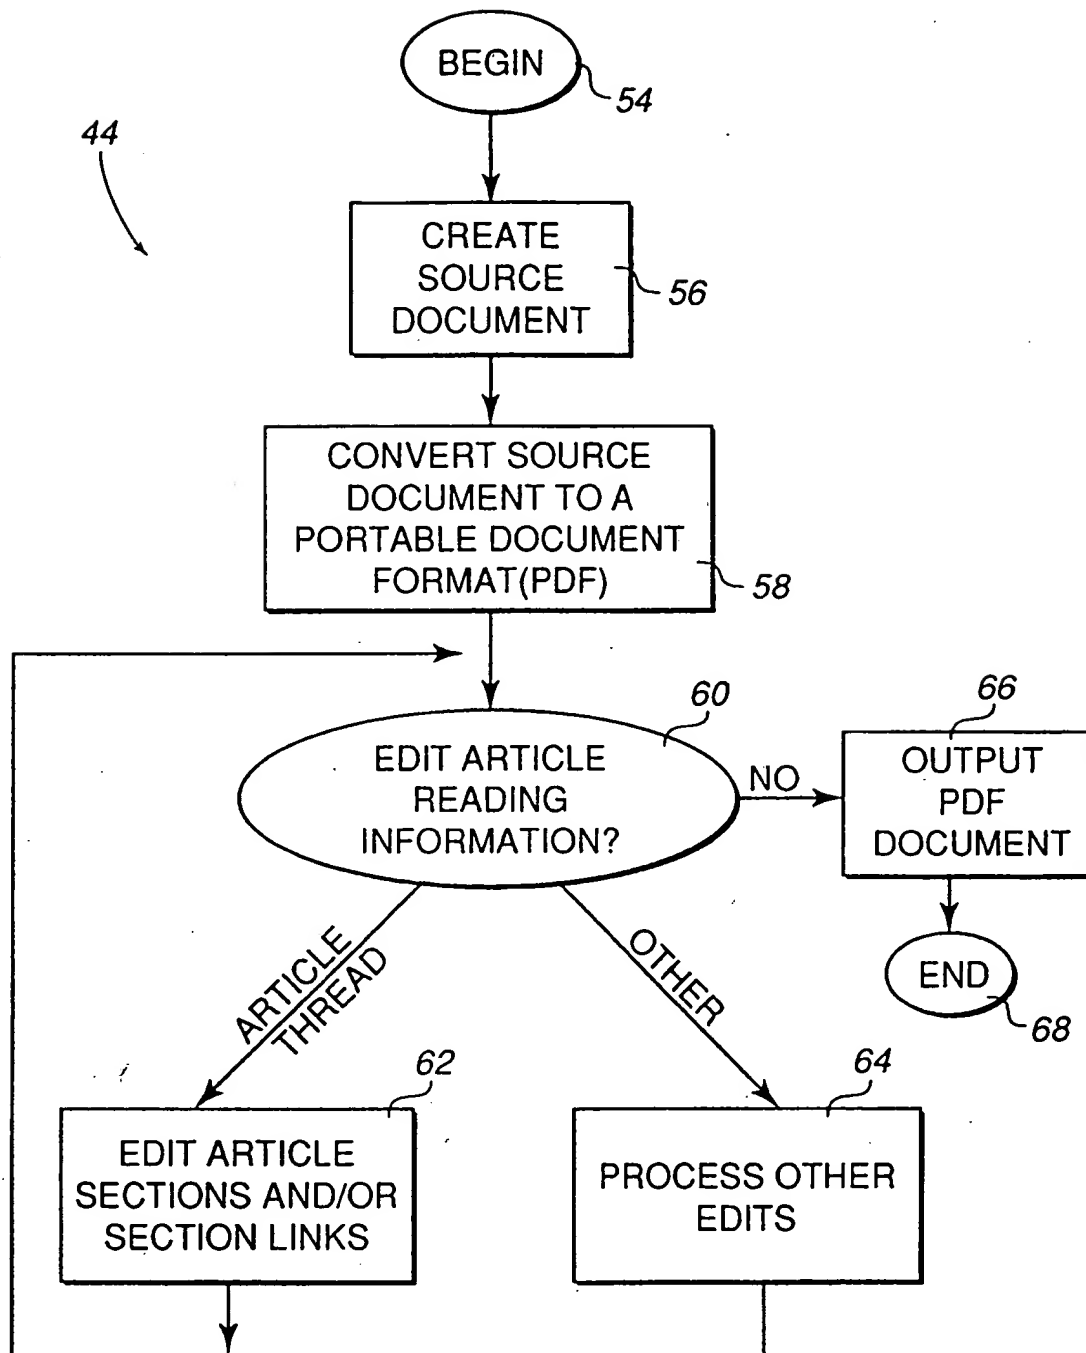 BEGIN
54
44
CREATE
SOURCE
DOCUMENT
56
CONVERT SOURCE
DOCUMENT TO A
PORTABLE DOCUMENT
FORMAT(PDF)
58
60
EDIT ARTICLE
READING
INFORMATION?
NO
66
OUTPUT
PDF
DOCUMENT
END
68
ARTICLE
THREAD
OTHER
62
EDIT ARTICLE
SECTIONS AND/OR
SECTION LINKS
64
PROCESS OTHER
EDITS